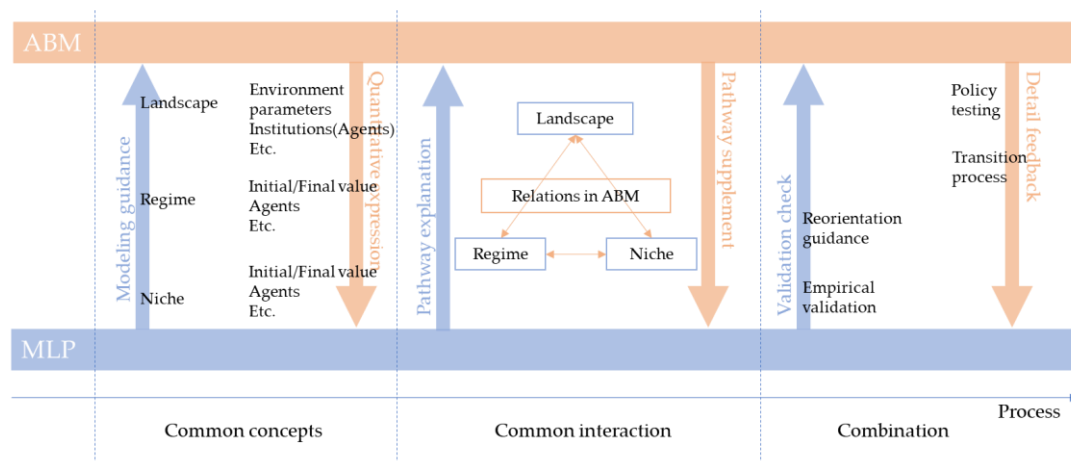 ABM
Modeling guidance
Landscape
Regime
Niche
Environment
parameters
Institutions(Agents)
Etc.
Initial/Final value
Agents
Etc.
Initial/Final value
Agents
Etc.
Quantitative expression
Pathway explanation
Landscape
Relations in ABM
Regime
Niche
Pathway supplement
Validation check
Reorientation
guidance
Empirical
validation
Policy
testing
Transition
process
Detail feedback
MLP
Process
Common concepts
Common interaction
Combination